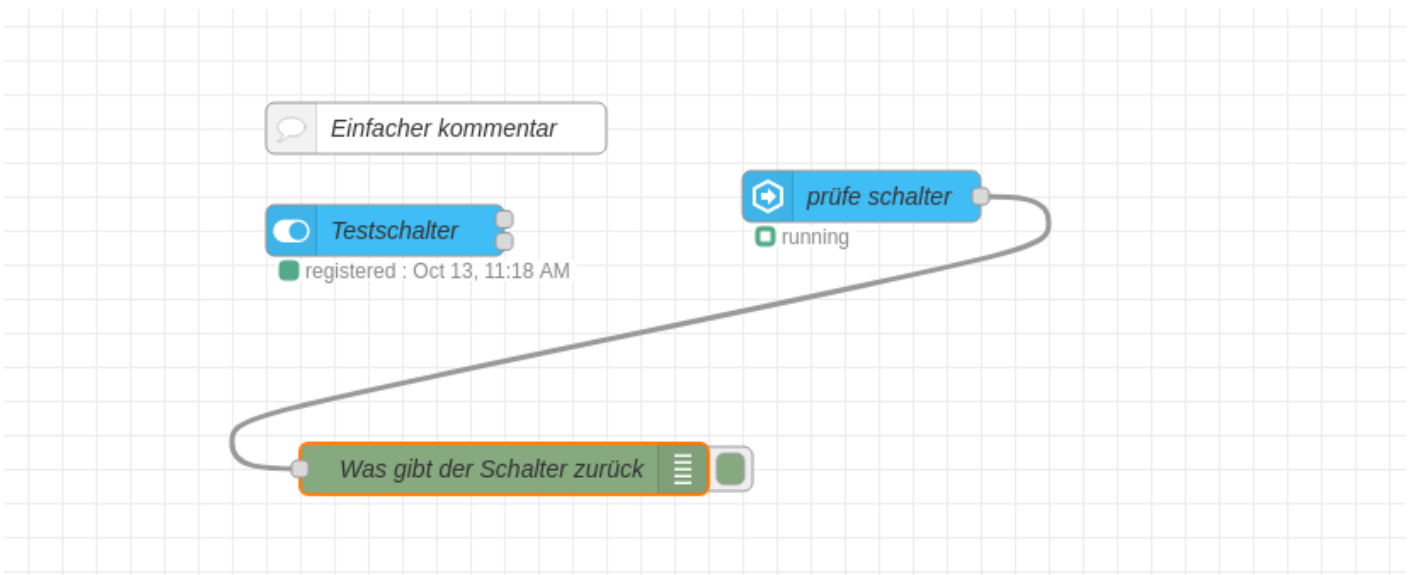 Einfacher kommentar
prüfe schalter
running
Testschalter
registered : Oct 13, 11:18 AM
Was gibt der Schalter zurück